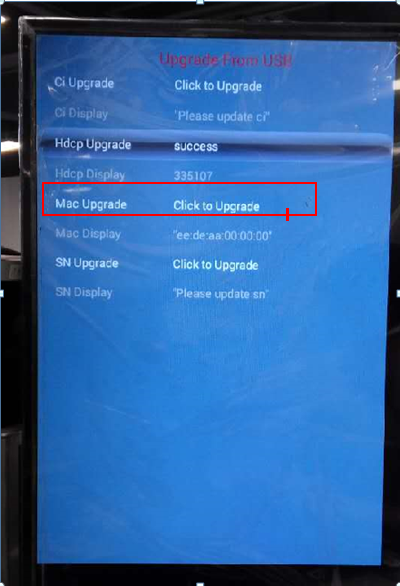 Upgrade From USB
Ci Upgrade Click to Upgrade
Ci Display "Please update ci"
Hdcp Upgrade success
Hdcp Display 335107
Mac Upgrade Click to Upgrade
Mac Display "ee:de:aa:00:00:00"
SN Upgrade Click to Upgrade
SN Display "Please update sn"